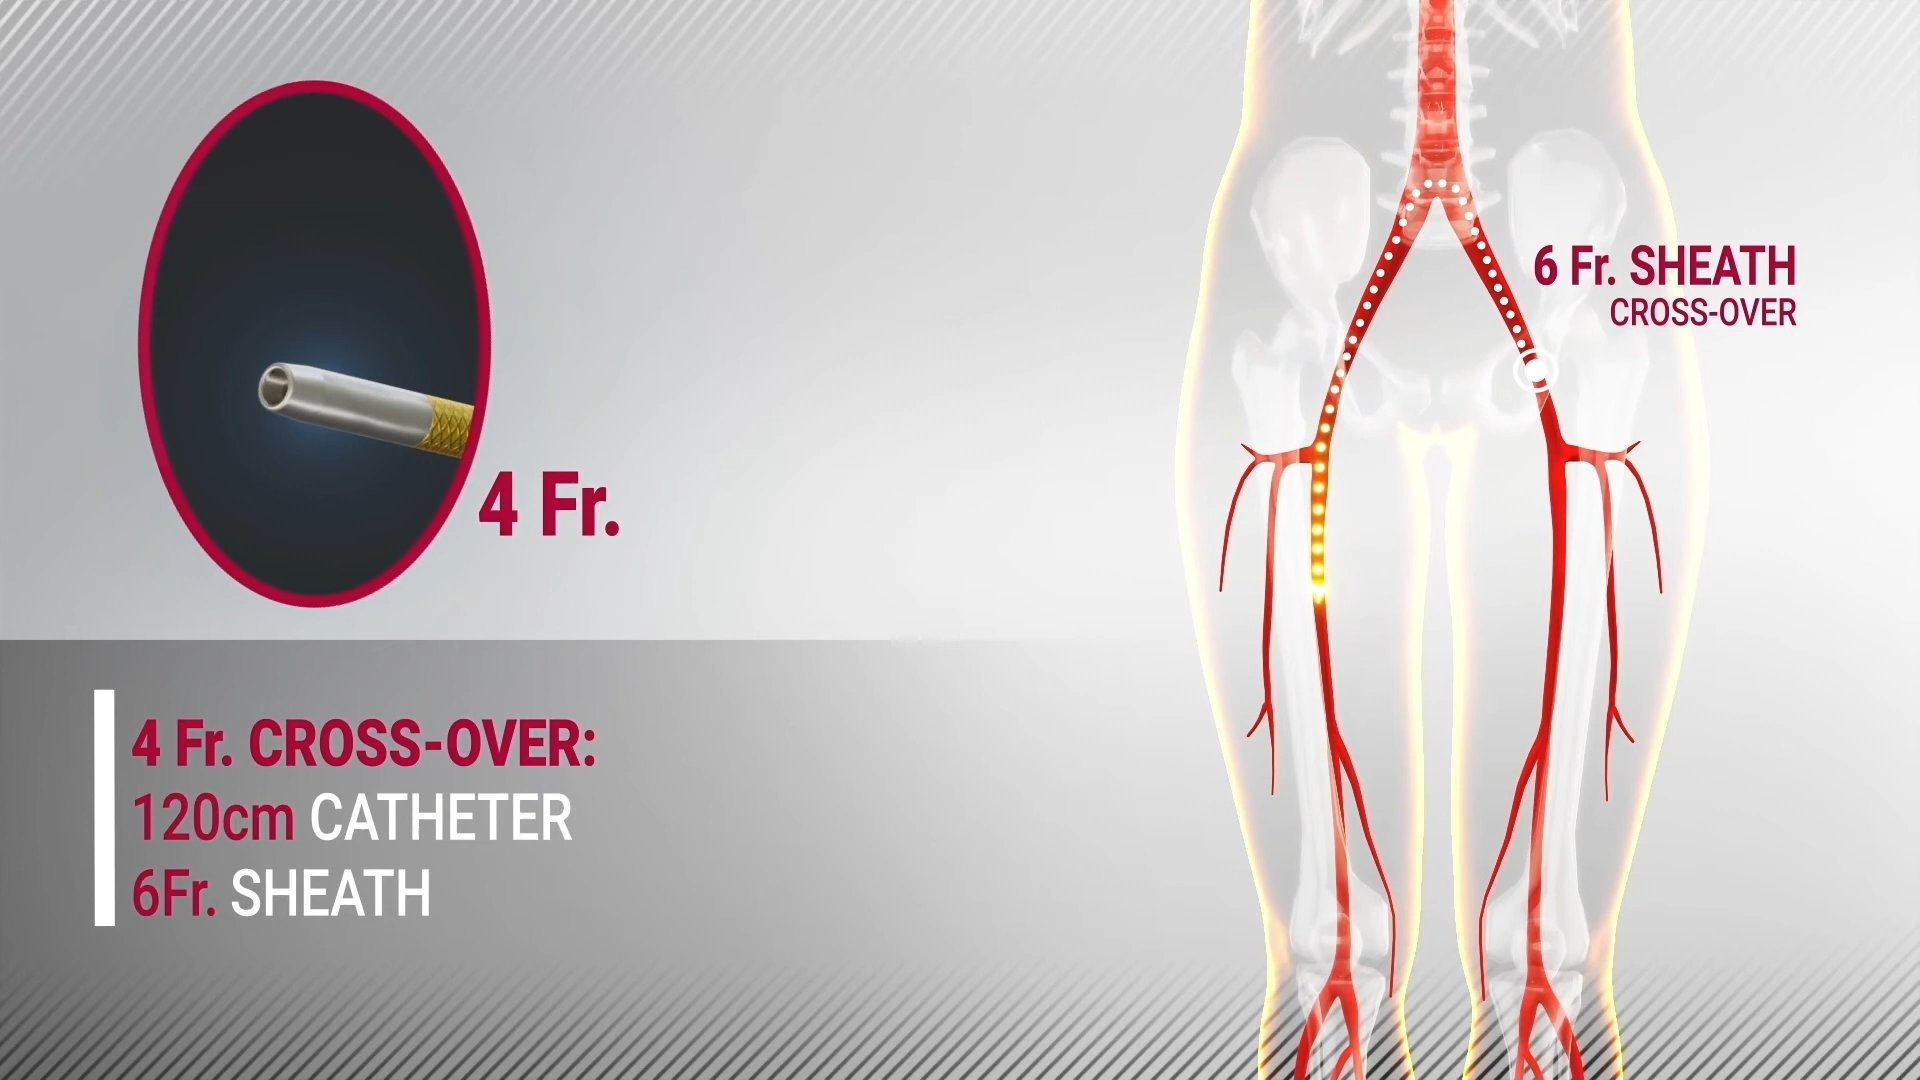 4 Fr.
6 Fr. SHEATH
CROSS-OVER
4 Fr. CROSS-OVER:
120cm CATHETER
6Fr. SHEATH